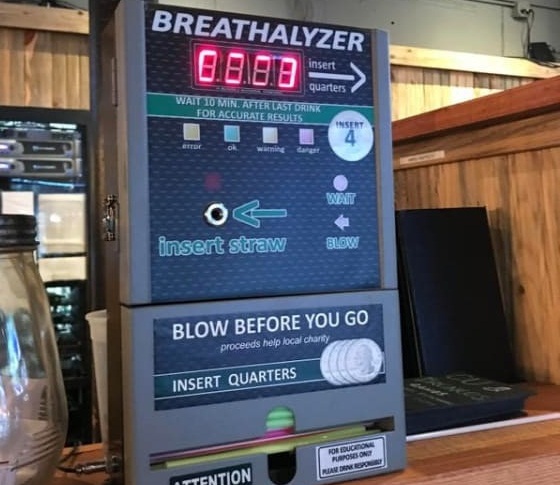 BREATHALYZER
insert
quarters
WAIT 10 MIN. AFTER LAST DRINK
FOR ACCURATE RESULTS
INSERT
4
error
ok
warning
danger
WAIT
insert straw
BLOW
BLOW BEFORE YOU GO
proceeds help local charity
INSERT QUARTERS
ATTENTION
FOR EDUCATIONAL
PURPOSES ONLY
PLEASE DRINK RESPONSIBLY